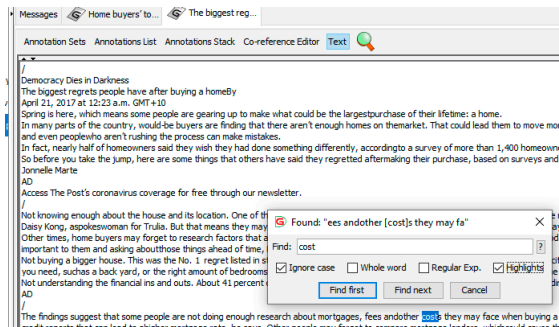 Messages Home buyers' to... The biggest reg...
Annotation Sets Annotations List Annotations Stack Co-reference Editor Text
/
Democracy Dies in Darkness
The biggest regrets people have after buying a homeBy
April 21, 2017 at 12:23 a.m. GMT+10
Spring is here, which means some people are gearing up to make what could be the largestpurchase of their lifetime: a home.
In many parts of the country, would-be buyers are finding that there aren't enough homes on themarket. That could lead them to move mor
and even peoplewho aren't rushing the process can make mistakes.
In fact, nearly half of homeowners said they wish they had done something differently, accordingto a survey of more than 1,400 homeown
So before you take the jump, here are some things that others have said they regretted aftermaking their purchase, based on surveys and
Jonnelle Marte
AD
Access The Post's coronavirus coverage for free through our newsletter.
/
Not knowing enough about the house and its location. One of th
Daisy Kong, aspokeswoman for Trulia. But that means they may
Other times, home buyers may forget to research factors that a
important to them and asking aboutthose things ahead of time,
Not buying a bigger house. This was the No. 1 regret listed in
you need, suchas a back yard, or the right amount of bedrooms
Not understanding the financial ins and outs. About 41 percent
AD
/
The findings suggest that some people are not doing enough research about mortgages, fees andother costs they may face when buying a
Found: "ees andother [cost]s they may fa"
Find: cost ?
Ignore case Whole word Regular Exp. Highlights
Find first Find next Cancel